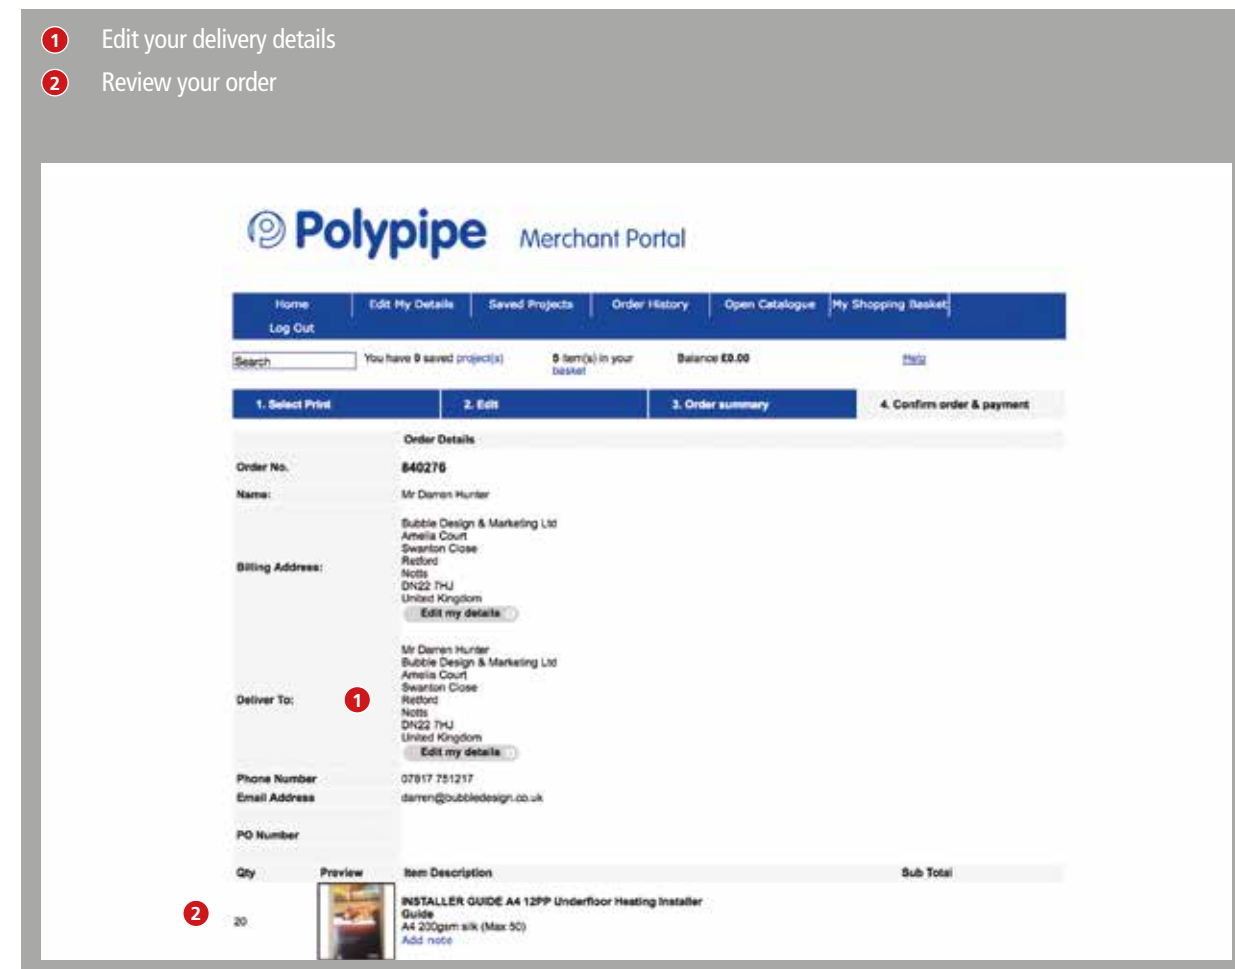 1 Edit your delivery details
2 Review your order
Polypipe Merchant Portal
Home Edit My Details Saved Projects Order History Open Catalogue My Shopping Basket
Log Out
Search You have 0 saved project(s) item(s) in your basket Balance £0.00 Help
1. Select Print 2. Edit 3. Order summary 4. Confirm order & payment
Order Details
Order No. 840276
Name: Mr Darren Hunter
Billing Address:
Bubble Design & Marketing Ltd
Amelia Court
Swanton Close
Retford
Notts
DN22 7HJ
United Kingdom
Edit my details
Deliver To: 1
Mr Darren Hunter
Bubble Design & Marketing Ltd
Amelia Court
Swanton Close
Retford
Notts
DN22 7HJ
United Kingdom
Edit my details
Phone Number 07817 751217
Email Address darren@bubbledesign.co.uk
PO Number
Qty Preview Item Description Sub Total
2 20
INSTALLER GUIDE A4 12PP Underfloor Heating Installer
Guide
A4 200gsm silk (Max 50)
Add note